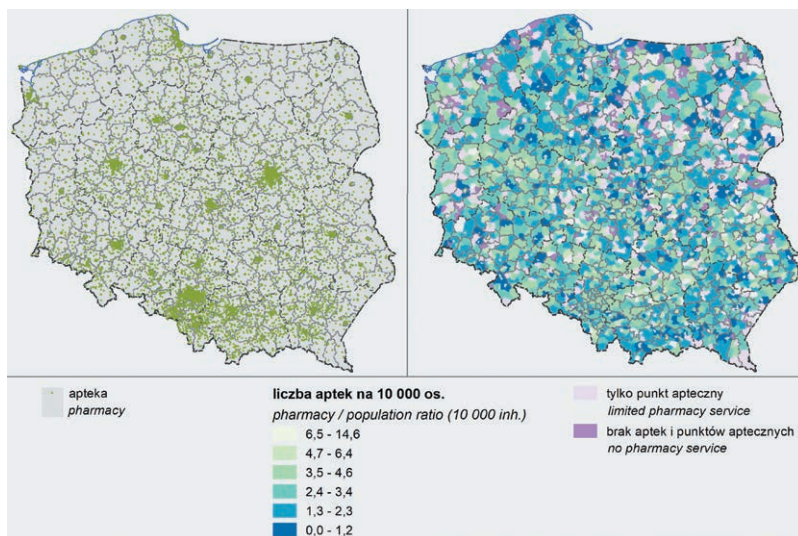 apteka
pharmacy
liczba aptek na 10 000 os.
pharmacy / population ratio (10 000 inh.)
6,5 - 14,6
4,7 - 6,4
3,5 - 4,6
2,4 - 3,4
1,3 - 2,3
0,0 - 1,2
tylko punkt apteczny
limited pharmacy service
brak aptek i punktów aptecznych
no pharmacy service